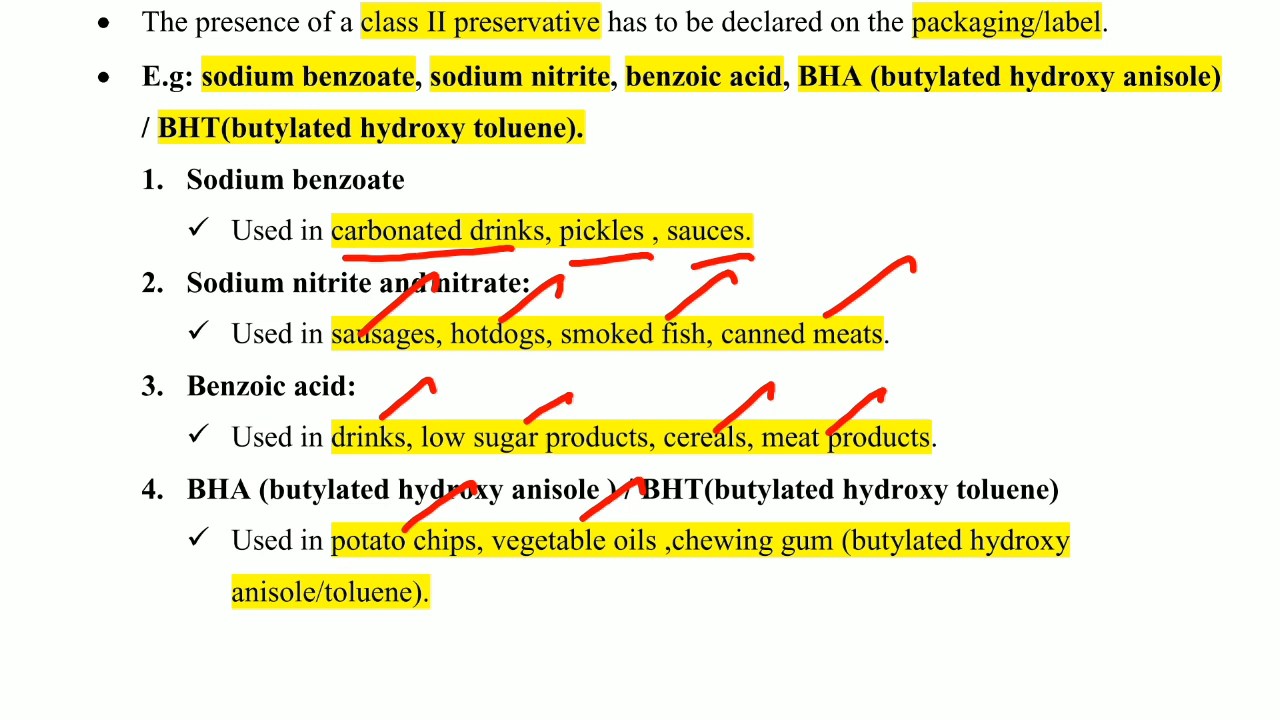 • The presence of a class II preservative has to be declared on the packaging/label.
• E.g: sodium benzoate, sodium nitrite, benzoic acid, BHA (butylated hydroxy anisole)
/ BHT(butylated hydroxy toluene).
1. Sodium benzoate
✓ Used in carbonated drinks, pickles , sauces.
2. Sodium nitrite and nitrate:
✓ Used in sausages, hotdogs, smoked fish, canned meats.
3. Benzoic acid:
✓ Used in drinks, low sugar products, cereals, meat products.
4. BHA (butylated hydroxy anisole ) / BHT(butylated hydroxy toluene)
✓ Used in potato chips, vegetable oils ,chewing gum (butylated hydroxy
anisole/toluene).